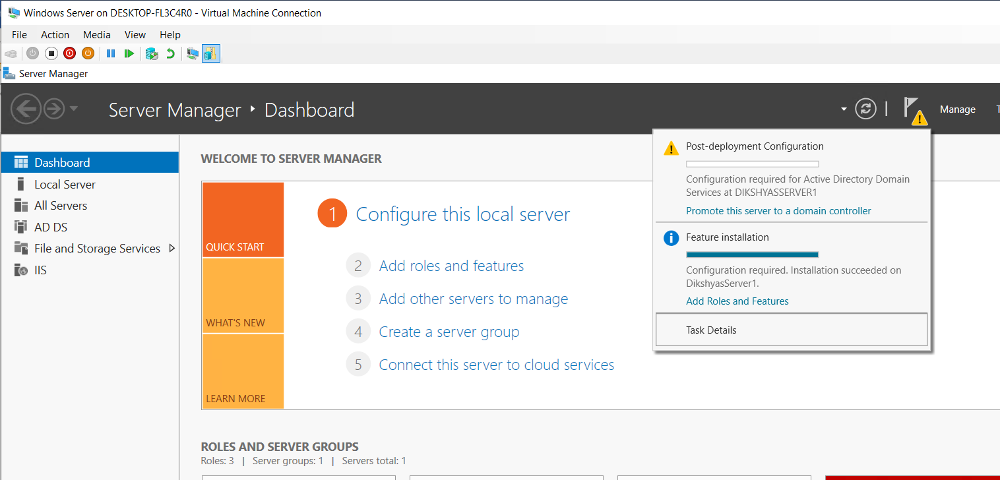 Windows Server on DESKTOP-FL3C4R0 - Virtual Machine Connection
File Action Media View Help
Server Manager
Server Manager ‣ Dashboard
Manage
Dashboard
Local Server
All Servers
AD DS
File and Storage Services
IIS
WELCOME TO SERVER MANAGER
QUICK START
WHAT'S NEW
LEARN MORE
1 Configure this local server
2 Add roles and features
3 Add other servers to manage
4 Create a server group
5 Connect this server to cloud services
Post-deployment Configuration
Configuration required for Active Directory Domain
Services at DIKSHYASSERVER1
Promote this server to a domain controller
Feature installation
Configuration required. Installation succeeded on
DikshyasServer1.
Add Roles and Features
Task Details
ROLES AND SERVER GROUPS
Roles: 3 | Server groups: 1 | Servers total: 1